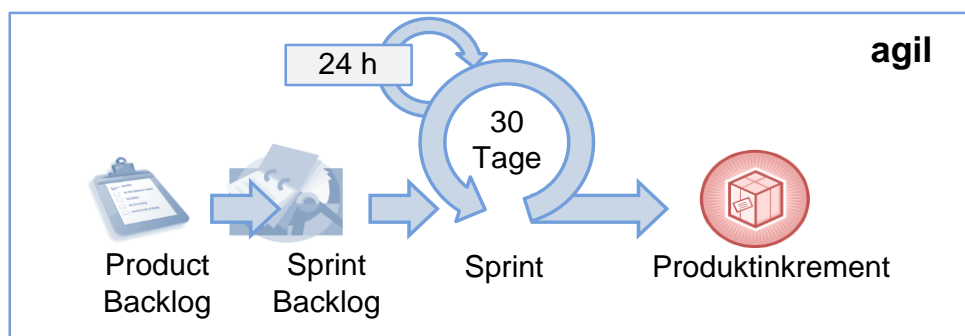 agil
24 h
30
Tage
Product
Backlog
Sprint
Backlog
Sprint
Produktinkrement